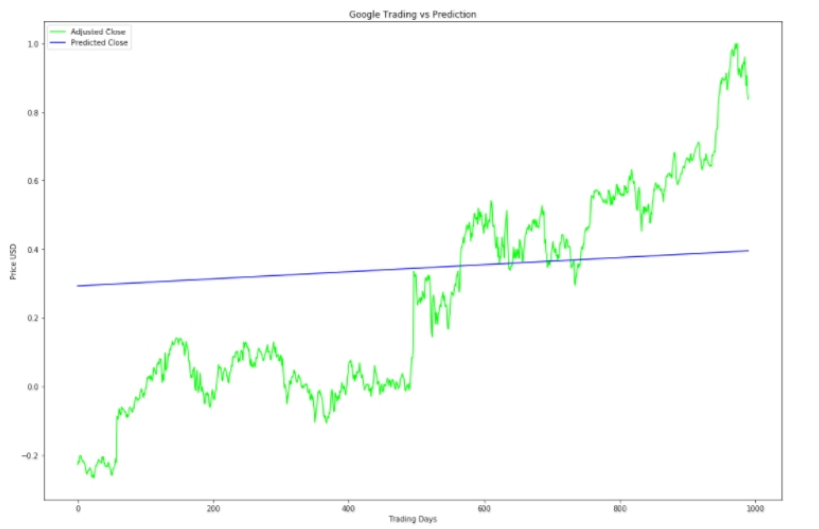 Google Trading vs Prediction
Adjusted Close
Predicted Close
1.0
0.8
0.6
0.4
0.2
0.0
−0.2
Price USD
0
200
400
600
800
1000
Trading Days